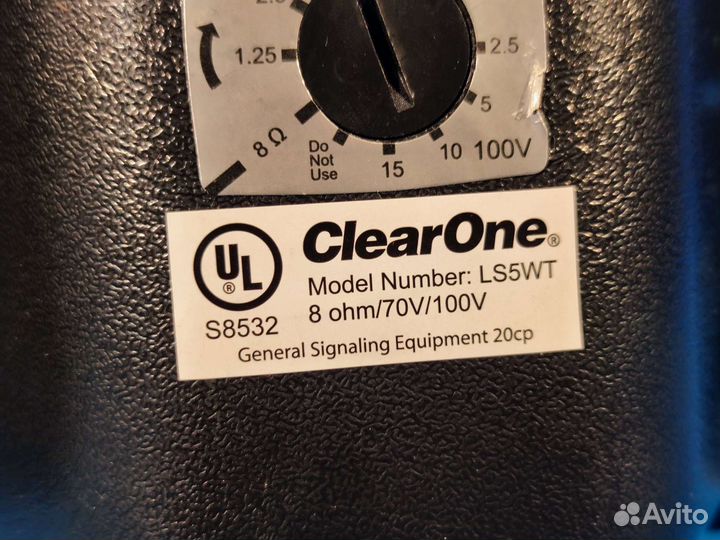 1.25
2.5
5
8 Ω
Do
Not
Use
15
10 100V
UL
®
S8532
ClearOne®
Model Number: LS5WT
8 ohm/70V/100V
General Signaling Equipment 20cp
Avito